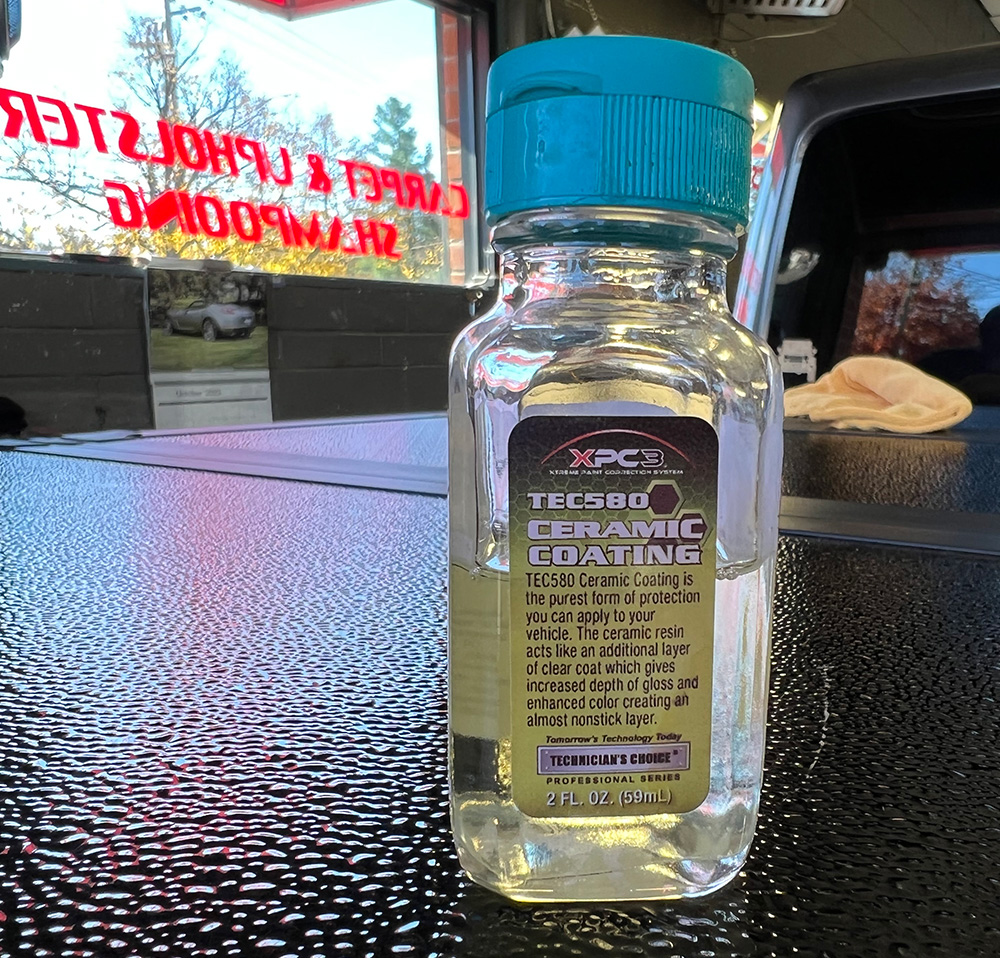 CARPET & UPHOLSTER
SHAMPOOING
XPC3
XTREME PAINT CORRECTION SYSTEM
TEC580
CERAMIC
COATING
TEC580 Ceramic Coating is
the purest form of protection
you can apply to your
vehicle. The ceramic resin
acts like an additional layer
of clear coat which gives
increased depth of gloss and
enhanced color creating an
almost nonstick layer.
Tomorrow's Technology Today
TECHNICIAN'S CHOICE®
PROFESSIONAL SERIES
2 FL. OZ. (59mL)